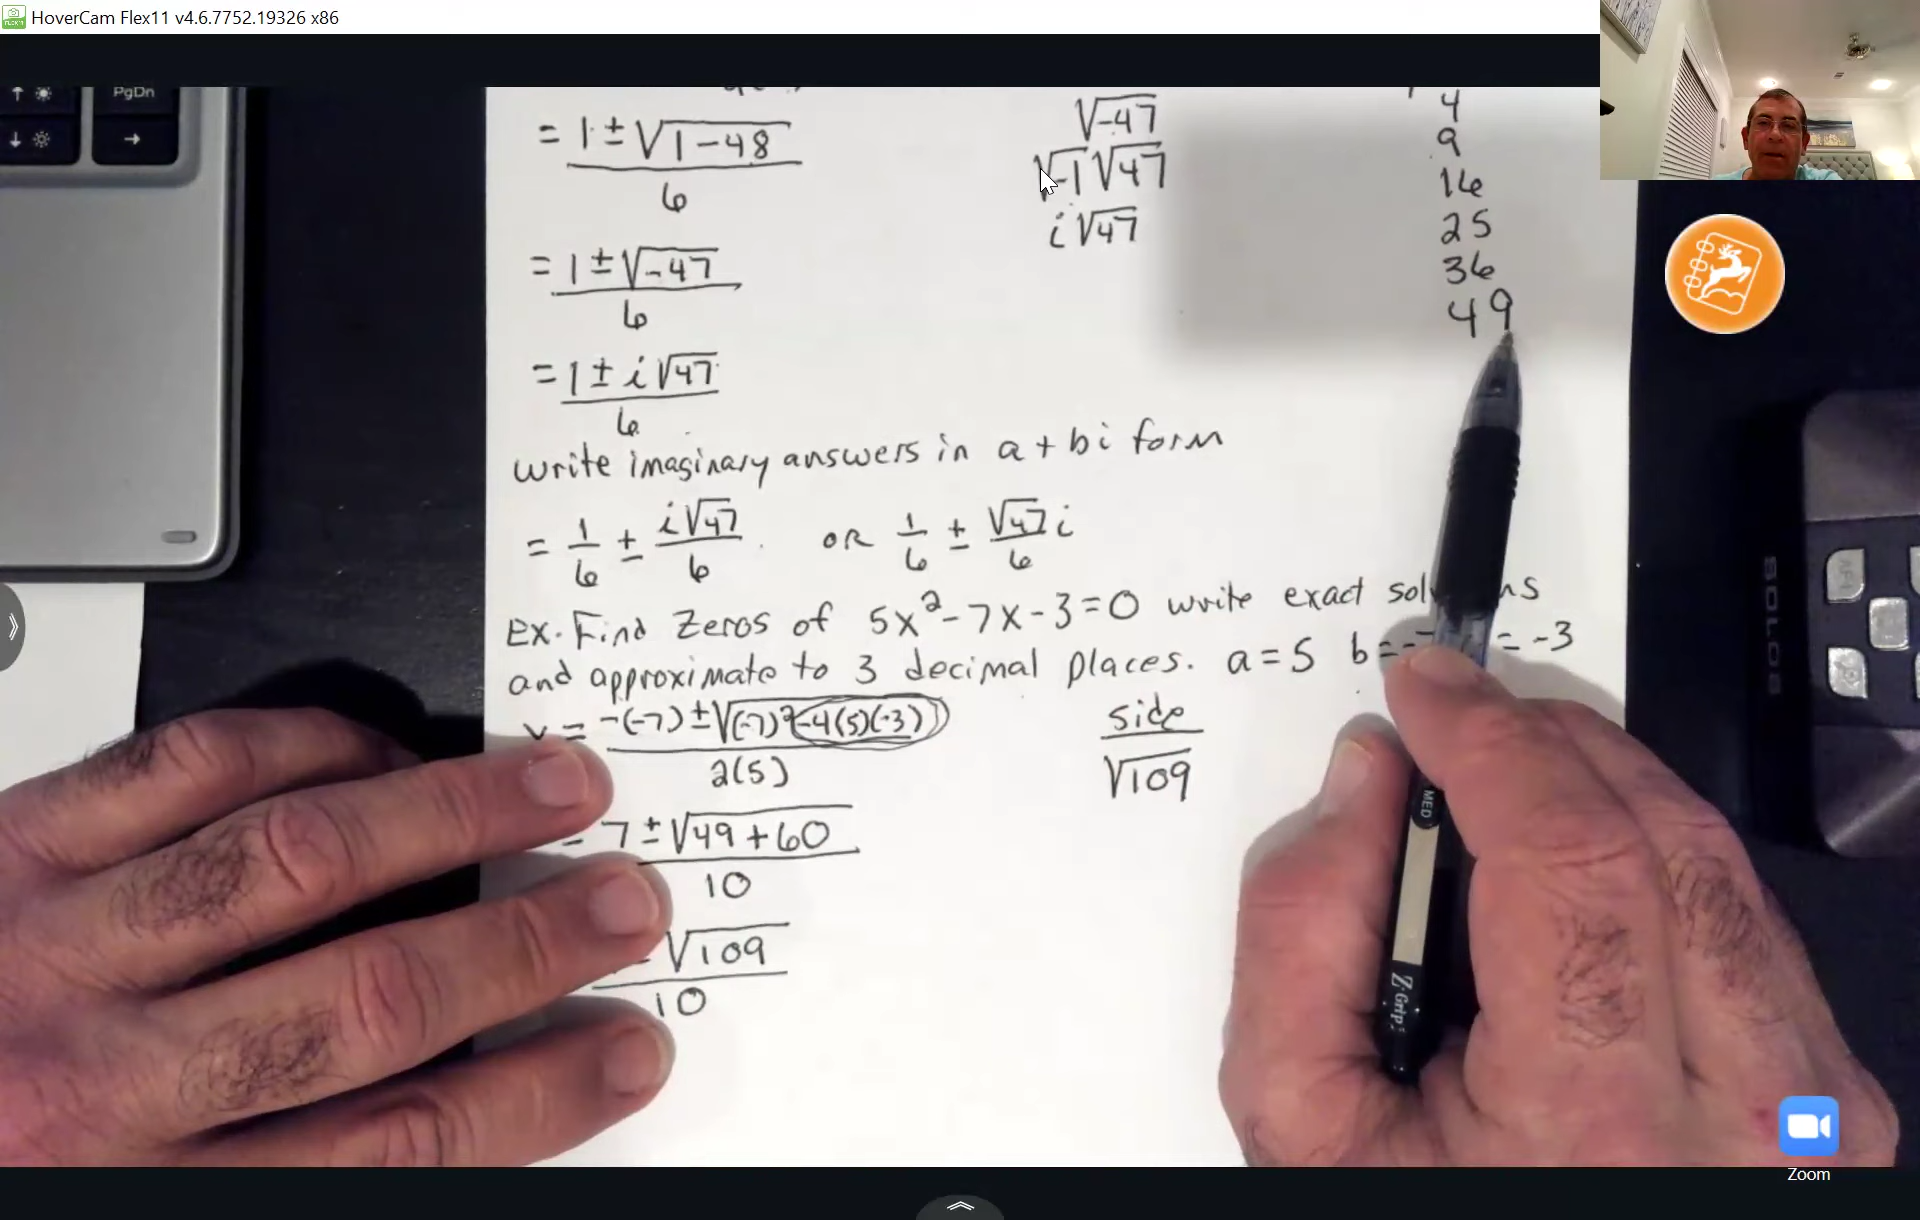 HoverCam Flex11 v4.6.7752.19326 x86
PgDn
= 1 ± √1-48
6
= 1 ± √-47
6
= 1 ± i√47
6
√-47
√-1 √47
i√47
4
9
16
25
36
49
write imaginary answers in a + bi form
= 1/6 ± i√47/6 OR 1/6 ± √47/6 i
Ex. Find Zeros of 5x²-7x-3=0 write exact
and approximate to 3 decimal places. a=5 b=-7 = -3
= -(-7) ± √(-7)²-4(5)(-3)
2(5)
side
√109
= 7 ± √49+60
10
√109
10
MED
Z-Grip
SOLO8
Zoom